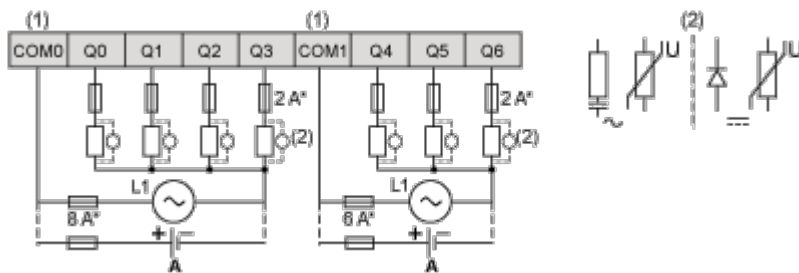 (1) (1) (2)
COM0 Q0 Q1 Q2 Q3 COM1 Q4 Q5 Q6
U U
2 A* 2 A*
(2) (2)
L1 L1
8 A* 6 A*
+ − + −
A A